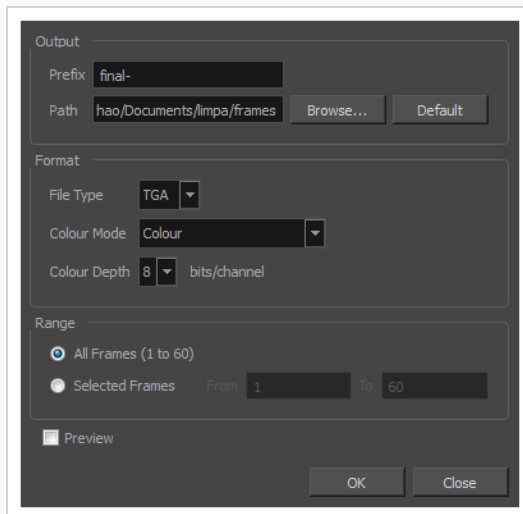 Output
Prefix final-
Path hao/Documents/limpa/frames Browse... Default
Format
File Type TGA
Colour Mode Colour
Colour Depth 8 bits/channel
Range
All Frames (1 to 60)
Selected Frames From 1 To 60
Preview
OK Close